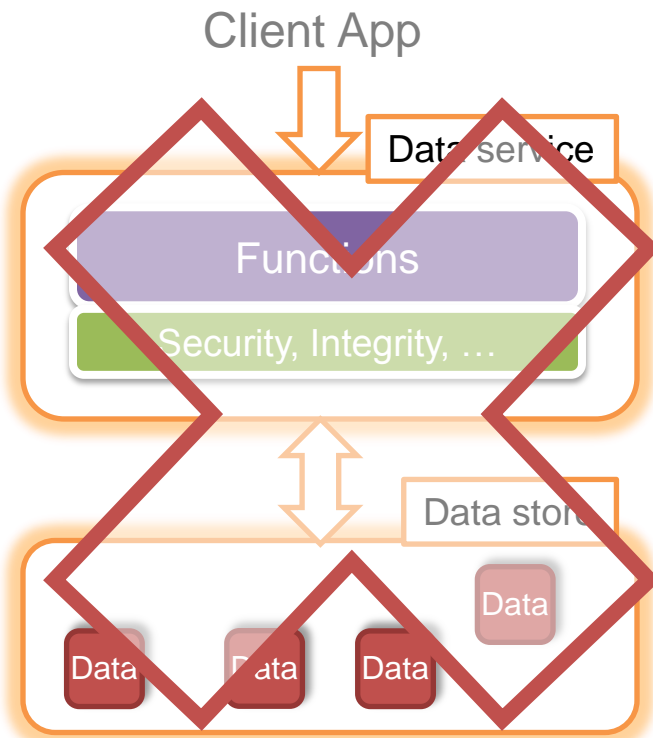 Client App
Data service
Functions
Security, Integrity, …
Data store
Data
Data
Data
Data